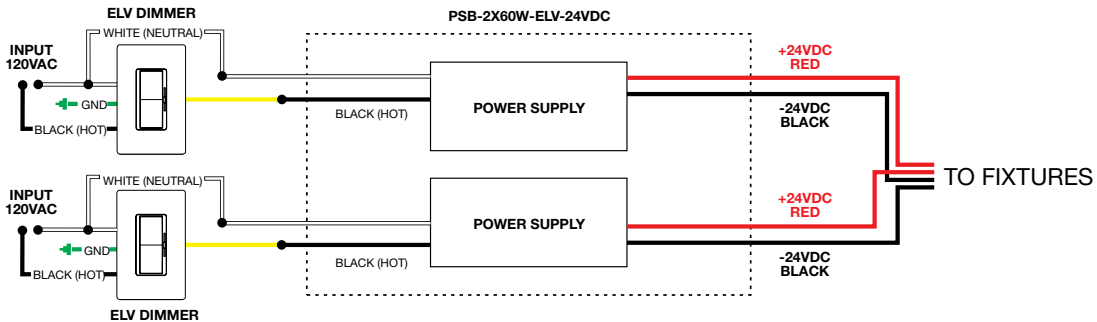 ELV DIMMER
PSB-2X60W-ELV-24VDC
WHITE (NEUTRAL)
INPUT
120VAC
GND
BLACK (HOT)
BLACK (HOT)
POWER SUPPLY
+24VDC
RED
-24VDC
BLACK
TO FIXTURES
WHITE (NEUTRAL)
INPUT
120VAC
GND
BLACK (HOT)
BLACK (HOT)
POWER SUPPLY
+24VDC
RED
-24VDC
BLACK
ELV DIMMER